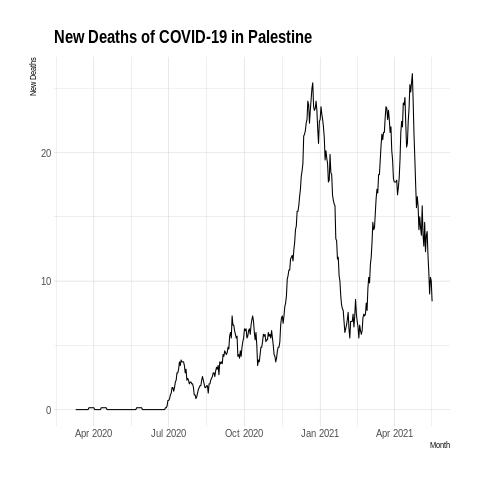 New Deaths of COVID-19 in Palestine
New Deaths
20
10
0
Apr 2020 Jul 2020 Oct 2020 Jan 2021 Apr 2021
Month